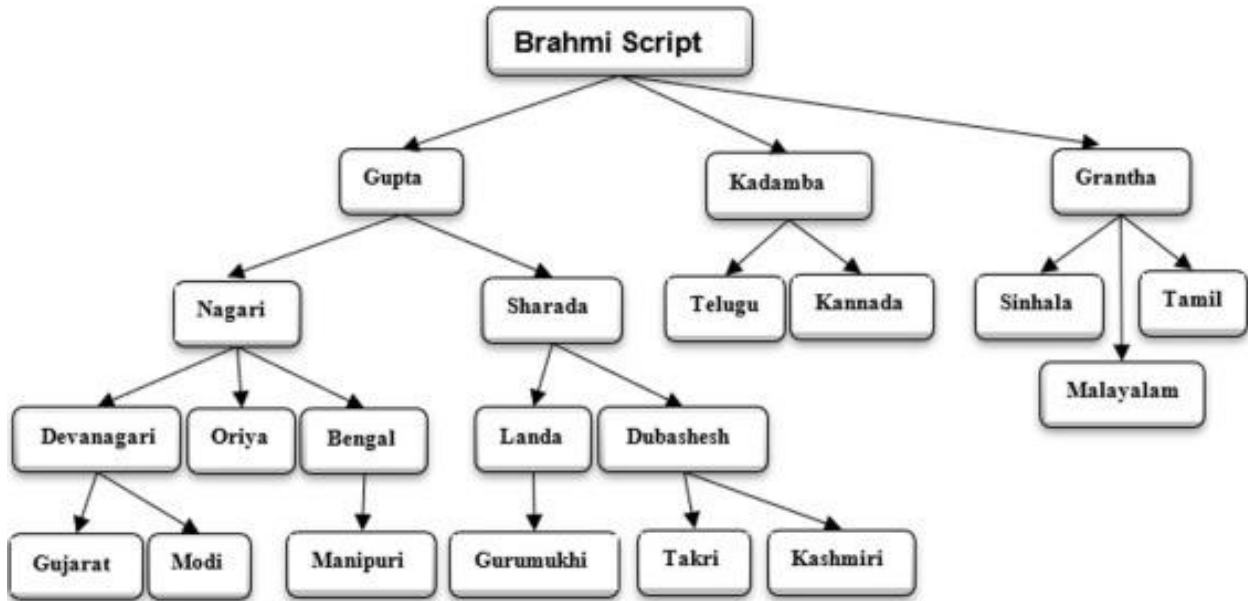 Brahmi Script
Gupta
Kadamba
Grantha
Nagari
Sharada
Telugu
Kannada
Sinhala
Tamil
Malayalam
Devanagari
Oriya
Bengal
Landa
Dubashesh
Gujarat
Modi
Manipuri
Gurumukhi
Takri
Kashmiri